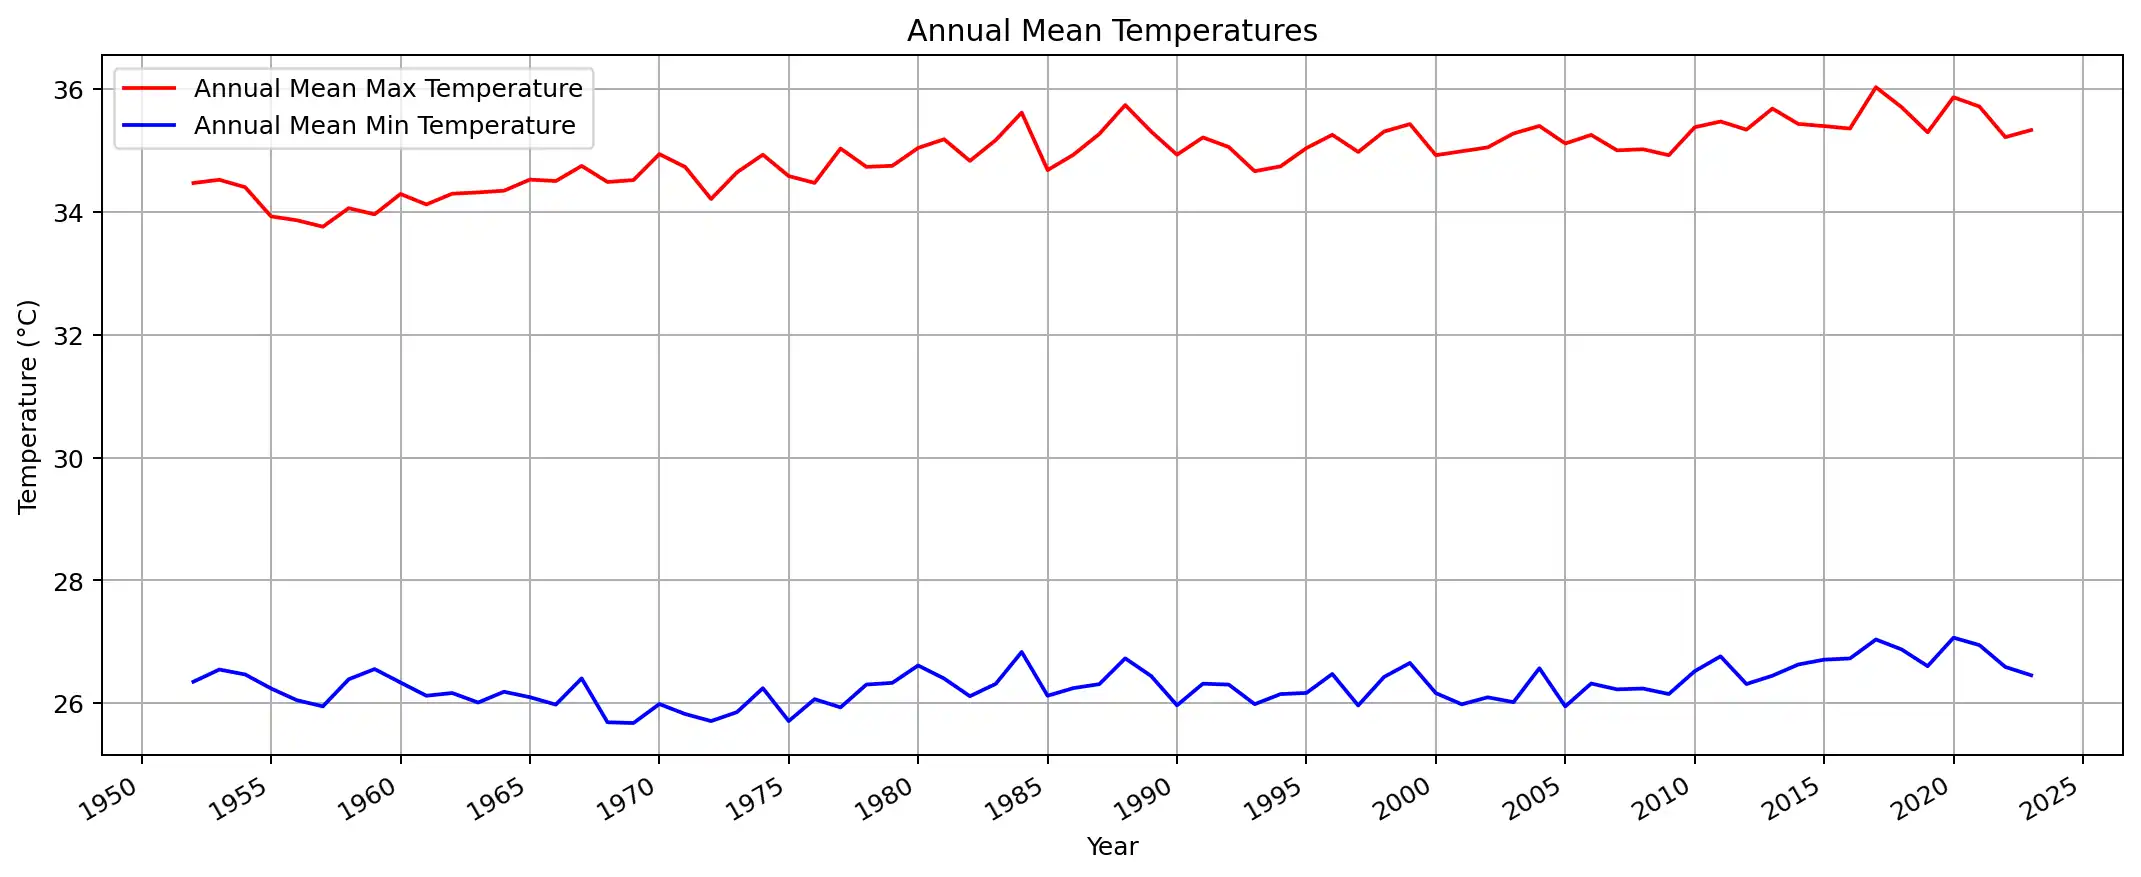 Annual Mean Temperatures
Annual Mean Max Temperature
Annual Mean Min Temperature
Temperature (°C)
36
34
32
30
28
26
1950 1955 1960 1965 1970 1975 1980 1985 1990 1995 2000 2005 2010 2015 2020 2025
Year